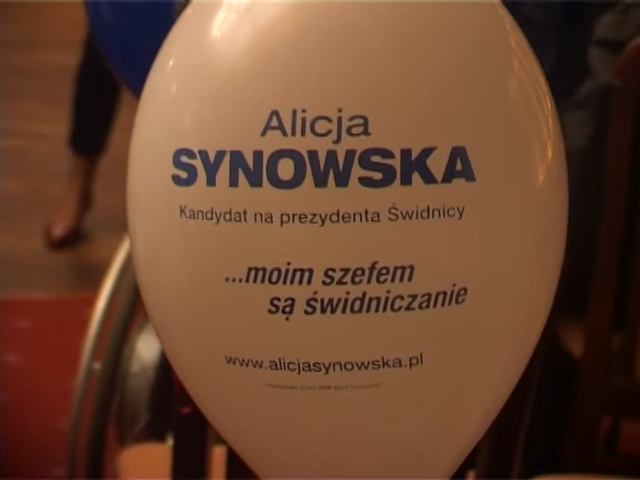 Alicja
SYNOWSKA
Kandydat na prezydenta Świdnicy
...moim szefem
są świdniczanie
www.alicjasynowska.pl